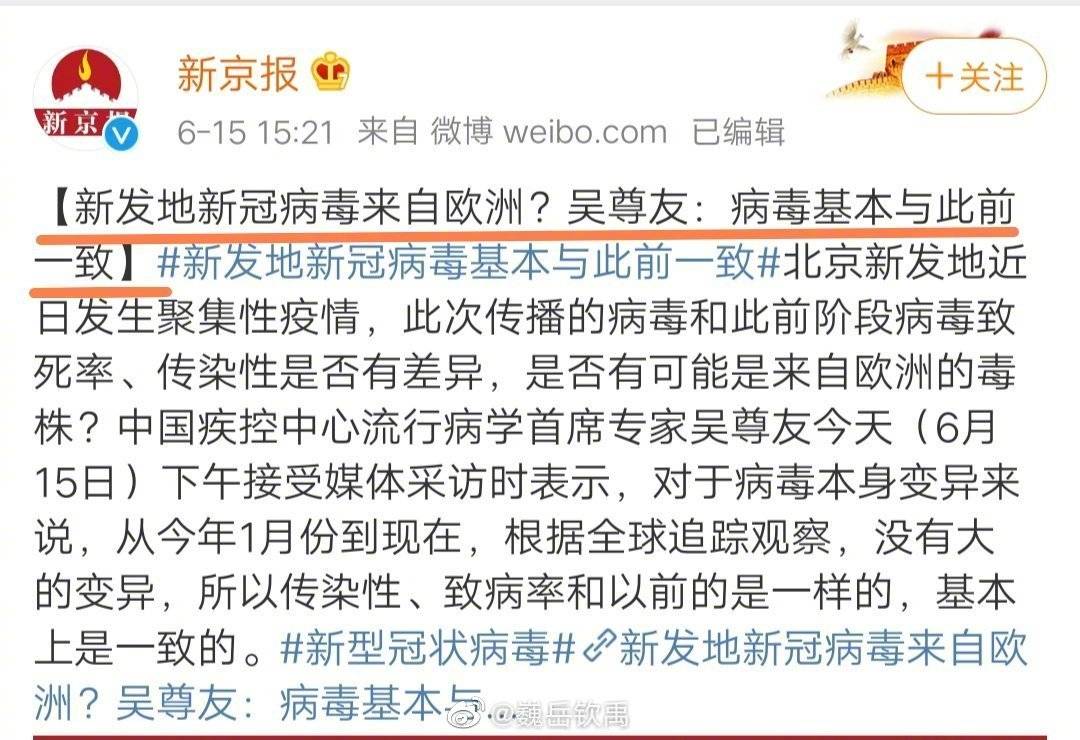 新京报
+关注
新京报
6-15 15:21 来自 微博 weibo.com 已编辑
【新发地新冠病毒来自欧洲？吴尊友：病毒基本与此前
一致】#新发地新冠病毒基本与此前一致#北京新发地近
日发生聚集性疫情，此次传播的病毒和此前阶段病毒致
死率、传染性是否有差异，是否有可能是来自欧洲的毒
株？中国疾控中心流行病学首席专家吴尊友今天（6月
15日）下午接受媒体采访时表示，对于病毒本身变异来
说，从今年1月份到现在，根据全球追踪观察，没有大
的变异，所以传染性、致病率和以前的是一样的，基本
上是一致的。#新型冠状病毒#新发地新冠病毒来自欧
洲？吴尊友：病毒基本与...
@巍岳钦禹